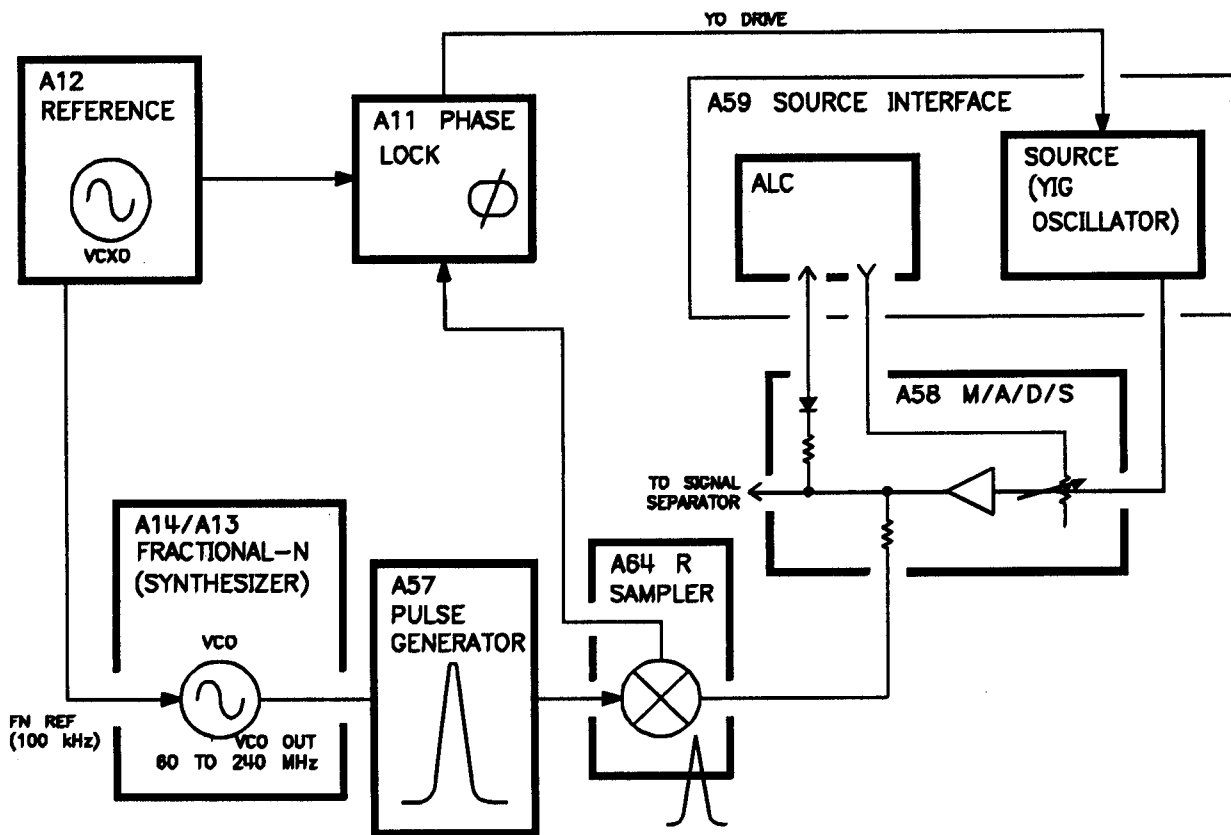 YO DRIVE
A12
REFERENCE
VCXO
A11 PHASE
LOCK
A59 SOURCE INTERFACE
ALC
SOURCE
(YIG
OSCILLATOR)
A58 M/A/D/S
TO SIGNAL
SEPARATOR
A14/A13
FRACTIONAL-N
(SYNTHESIZER)
VCO
FN REF
(100 kHz)
VCO OUT
60 TO 240 MHz
A57
PULSE
GENERATOR
A64 R
SAMPLER